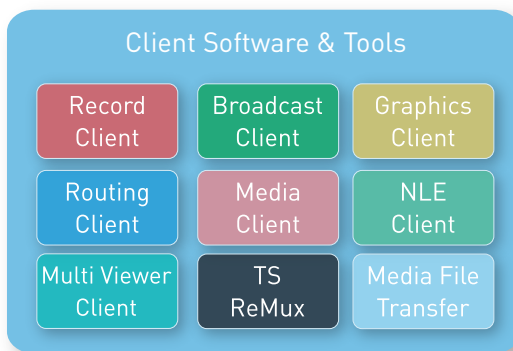 Client Software & Tools
Record
Client
Broadcast
Client
Graphics
Client
Routing
Client
Media
Client
NLE
Client
Multi Viewer
Client
TS
ReMux
Media File
Transfer